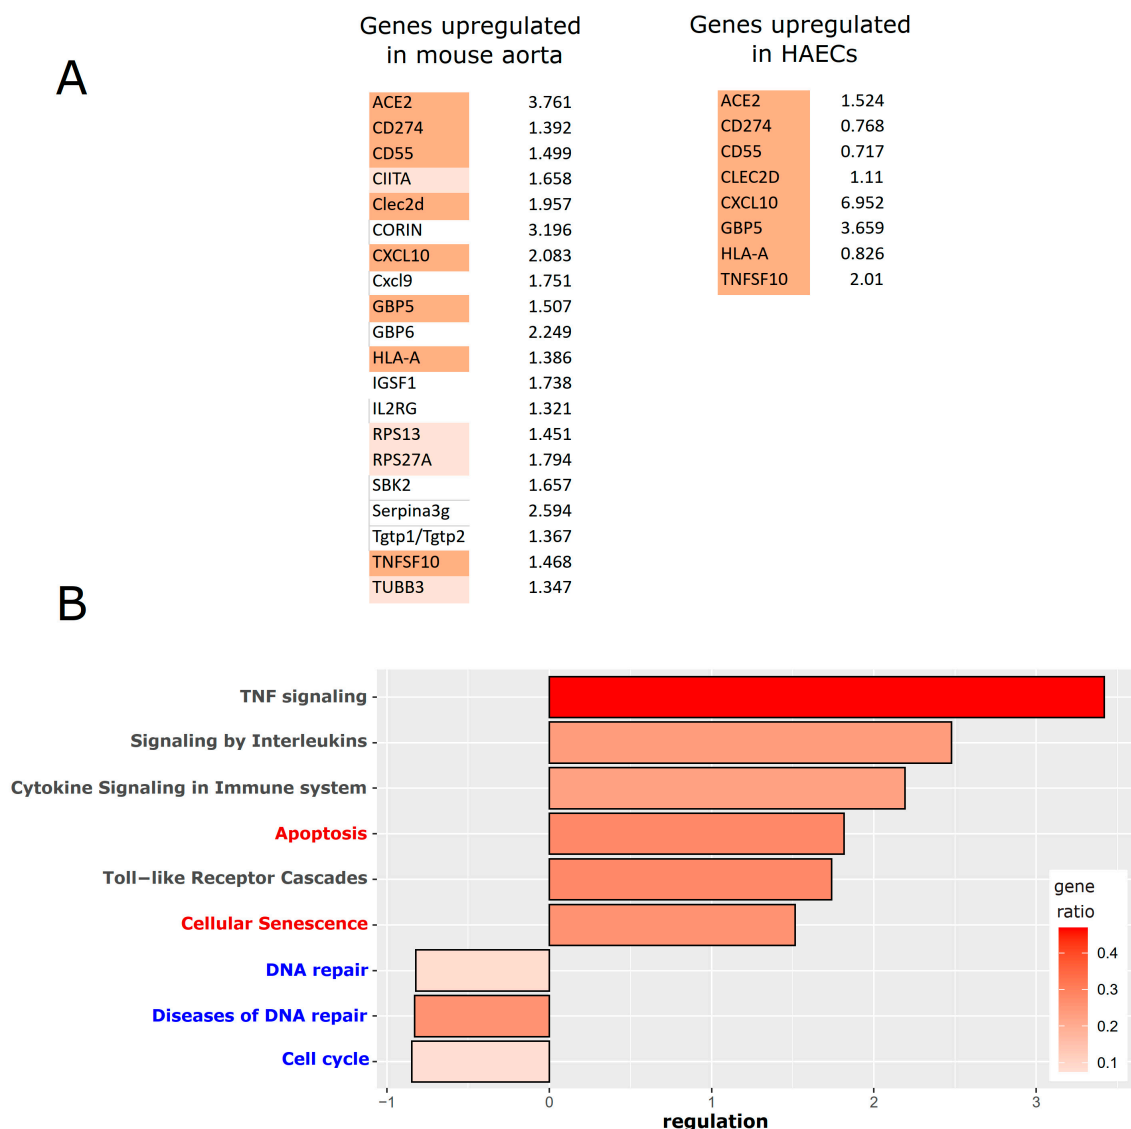 A
Genes upregulated
in mouse aorta
ACE2 3.761
CD274 1.392
CD55 1.499
CIITA 1.658
Clec2d 1.957
CORIN 3.196
CXCL10 2.083
Cxcl9 1.751
GBP5 1.507
GBP6 2.249
HLA-A 1.386
IGSF1 1.738
IL2RG 1.321
RPS13 1.451
RPS27A 1.794
SBK2 1.657
Serpina3g 2.594
Tgtp1/Tgtp2 1.367
TNFSF10 1.468
TUBB3 1.347
Genes upregulated
in HAECs
ACE2 1.524
CD274 0.768
CD55 0.717
CLEC2D 1.11
CXCL10 6.952
GBP5 3.659
HLA-A 0.826
TNFSF10 2.01
B
TNF signaling
Signaling by Interleukins
Cytokine Signaling in Immune system
Apoptosis
Toll−like Receptor Cascades
Cellular Senescence
DNA repair
Diseases of DNA repair
Cell cycle
−1 0 1 2 3
regulation
gene
ratio
0.4
0.3
0.2
0.1